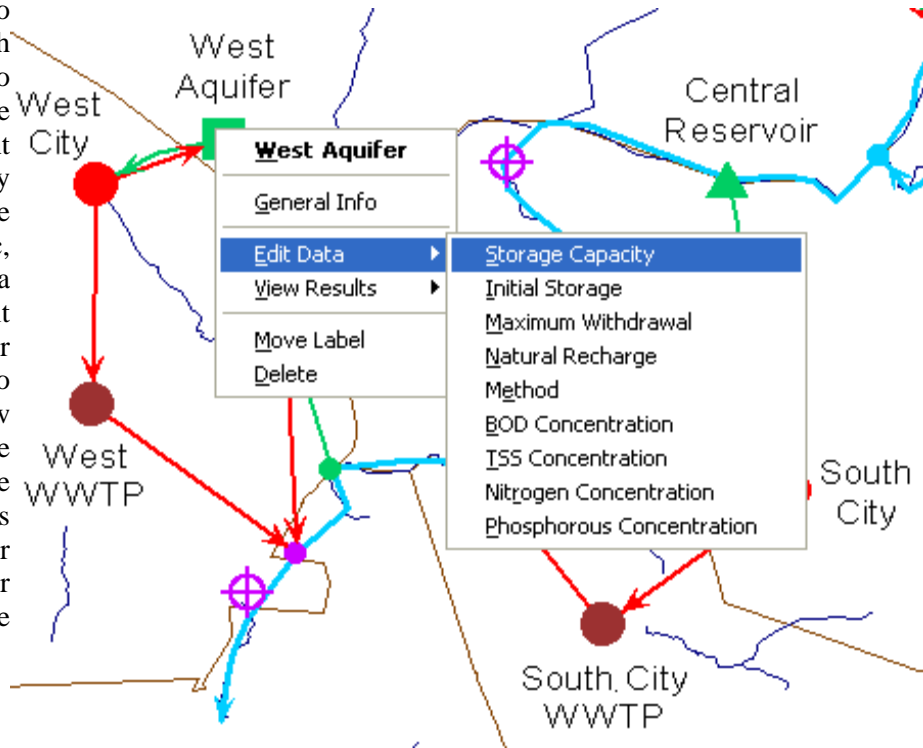 West
Aquifer
West
City
Central
Reservoir
West Aquifer
General Info
Edit Data
View Results
Move Label
Delete
Storage Capacity
Initial Storage
Maximum Withdrawal
Natural Recharge
Method
BOD Concentration
TSS Concentration
Nitrogen Concentration
Phosphorous Concentration
West
WWTP
South
City
South City
WWTP